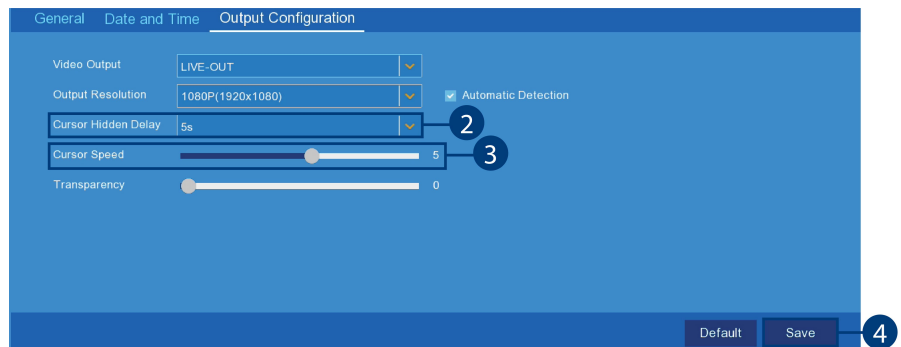 General Date and Time Output Configuration
Video Output LIVE-OUT
Output Resolution 1080P(1920x1080) Automatic Detection
Cursor Hidden Delay 5s 2
Cursor Speed 5 3
Transparency 0
Default Save 4